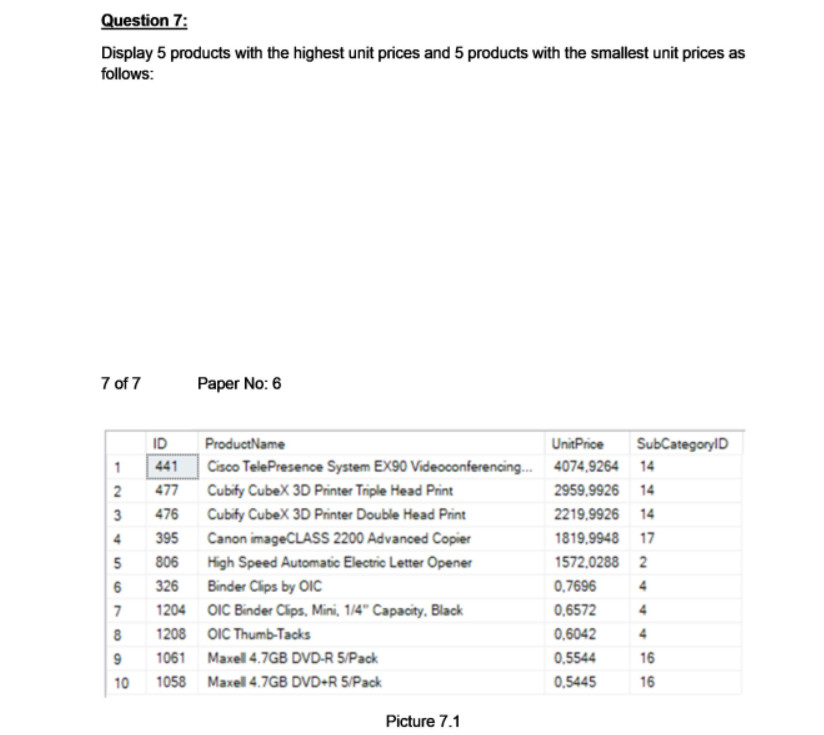 Question 7:
Display 5 products with the highest unit prices and 5 products with the smallest unit prices as
follows:
7 of 7 Paper No: 6
ID ProductName UnitPrice SubCategoryID
1 441 Cisco TelePresence System EX90 Videoconferencing... 4074,9264 14
2 477 Cubify CubeX 3D Printer Triple Head Print 2959,9926 14
3 476 Cubify CubeX 3D Printer Double Head Print 2219,9926 14
4 395 Canon imageCLASS 2200 Advanced Copier 1819,9948 17
5 806 High Speed Automatic Electric Letter Opener 1572,0288 2
6 326 Binder Clips by OIC 0,7696 4
7 1204 OIC Binder Clips, Mini, 1/4" Capacity, Black 0,6572 4
8 1208 OIC Thumb-Tacks 0,6042 4
9 1061 Maxell 4.7GB DVD-R 5/Pack 0,5544 16
10 1058 Maxell 4.7GB DVD+R 5/Pack 0,5445 16
Picture 7.1